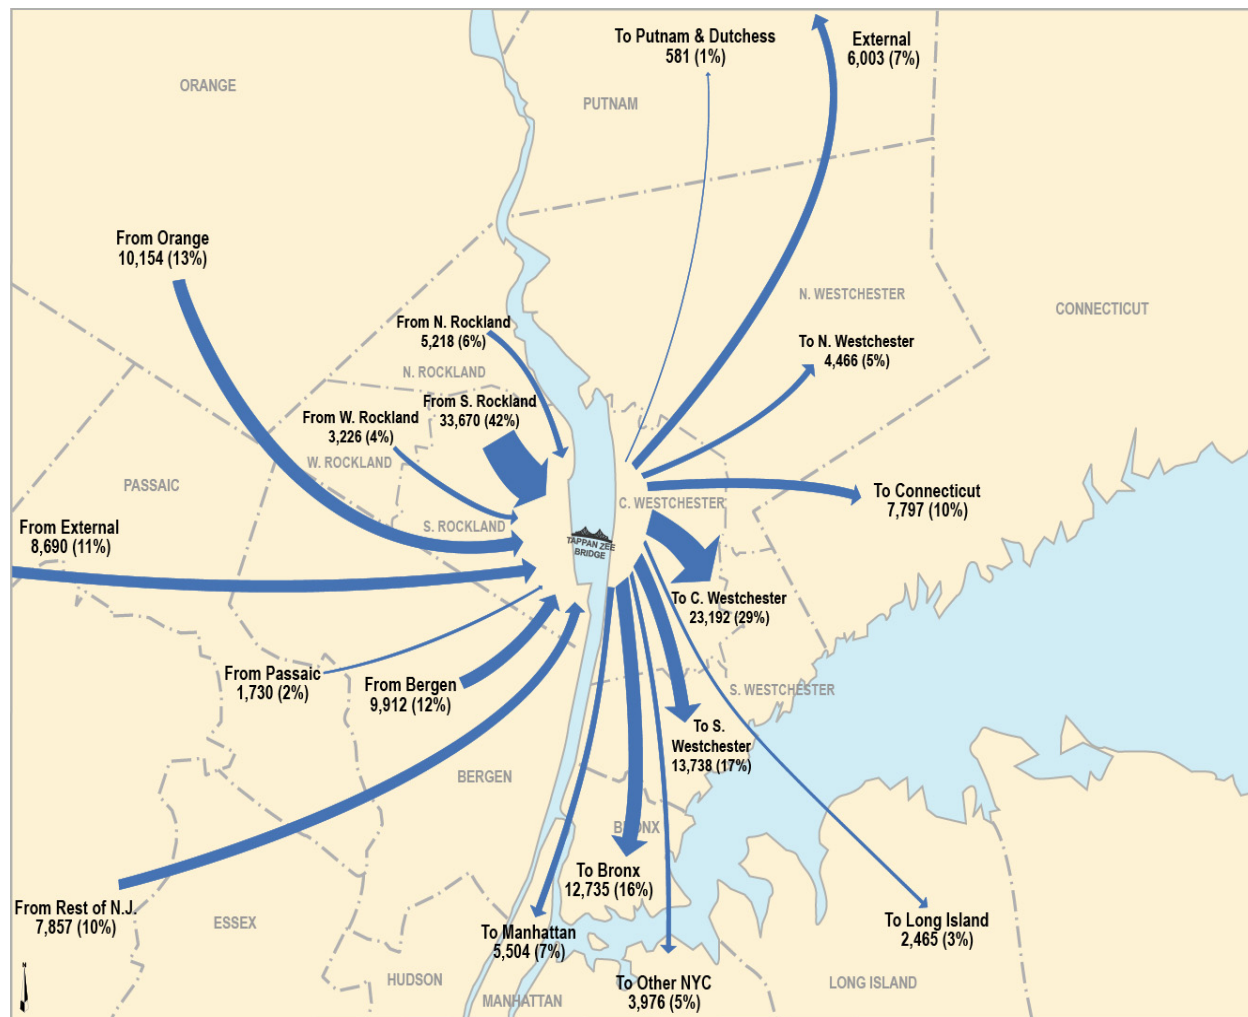 To Putnam & Dutchess
581 (1%)
External
6,003 (7%)
ORANGE
PUTNAM
From Orange
10,154 (13%)
N. WESTCHESTER
CONNECTICUT
From N. Rockland
5,218 (6%)
To N. Westchester
4,466 (5%)
N. ROCKLAND
From S. Rockland
33,670 (42%)
From W. Rockland
3,226 (4%)
W. ROCKLAND
PASSAIC
To Connecticut
7,797 (10%)
C. WESTCHESTER
From External
8,690 (11%)
S. ROCKLAND
TAPPAN ZEE
BRIDGE
To C. Westchester
23,192 (29%)
From Passaic
1,730 (2%)
From Bergen
9,912 (12%)
S. WESTCHESTER
To S.
Westchester
13,738 (17%)
BERGEN
BRONX
To Bronx
12,735 (16%)
From Rest of N.J.
7,857 (10%)
ESSEX
To Manhattan
5,504 (7%)
To Long Island
2,465 (3%)
HUDSON
MANHATTAN
To Other NYC
3,976 (5%)
LONG ISLAND
N